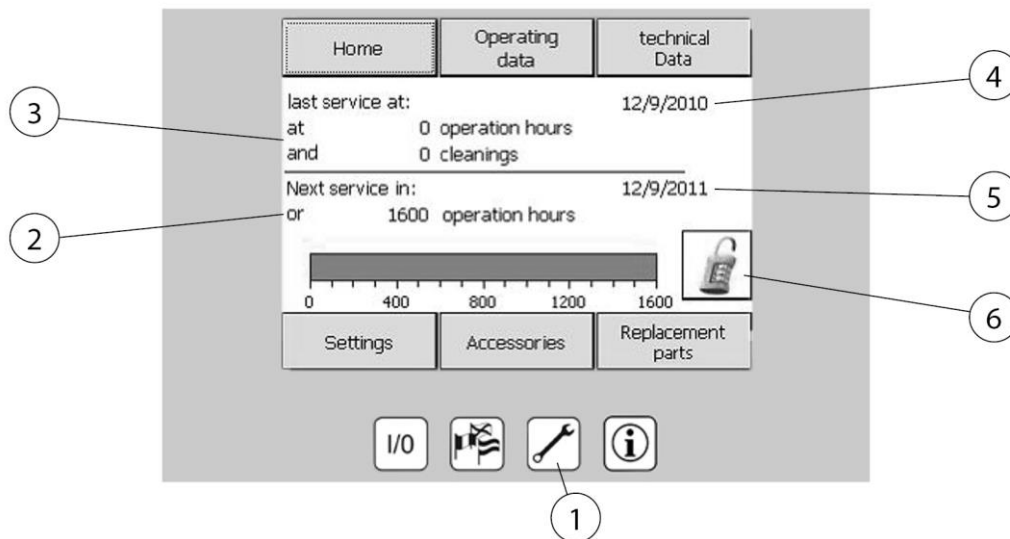 Home
Operating
data
technical
Data
last service at: 12/9/2010
at 0 operation hours
and 0 cleanings
Next service in: 12/9/2011
or 1600 operation hours
0 400 800 1200 1600
Settings
Accessories
Replacement
parts
I/0
i
1
2
3
4
5
6